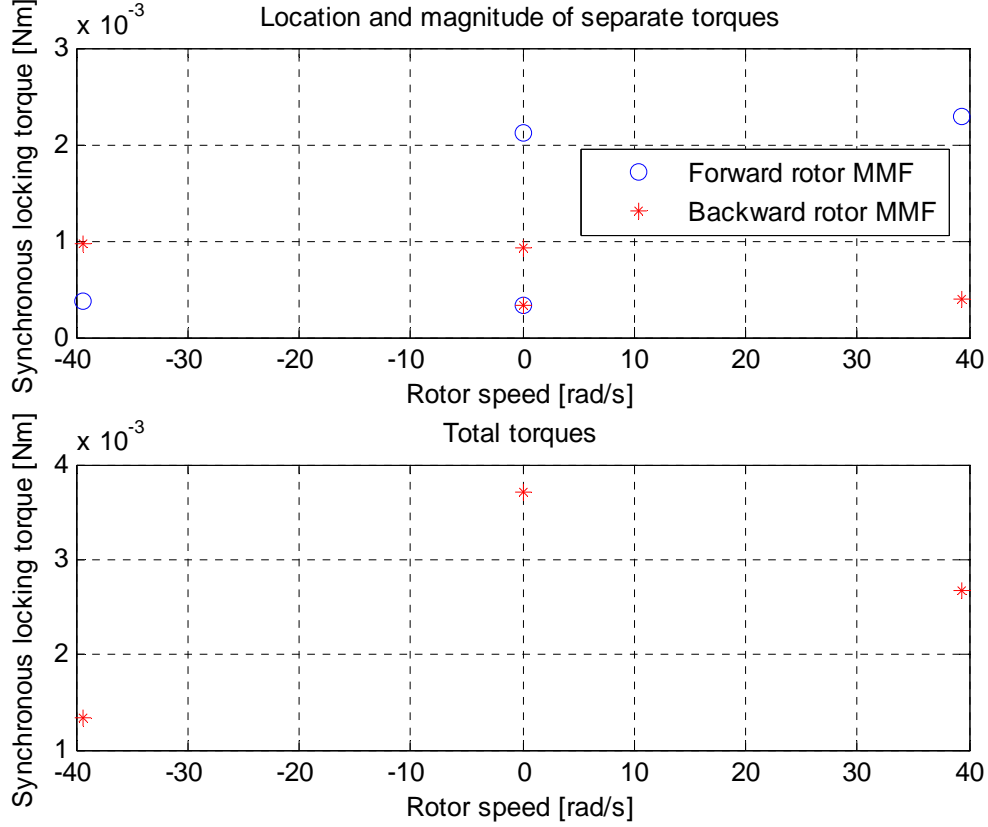 Location and magnitude of separate torques
x 10^-3
Synchronous locking torque [Nm]
3
2
1
0
-40 -30 -20 -10 0 10 20 30 40
Rotor speed [rad/s]
Forward rotor MMF
Backward rotor MMF
Total torques
x 10^-3
Synchronous locking torque [Nm]
4
3
2
1
-40 -30 -20 -10 0 10 20 30 40
Rotor speed [rad/s]